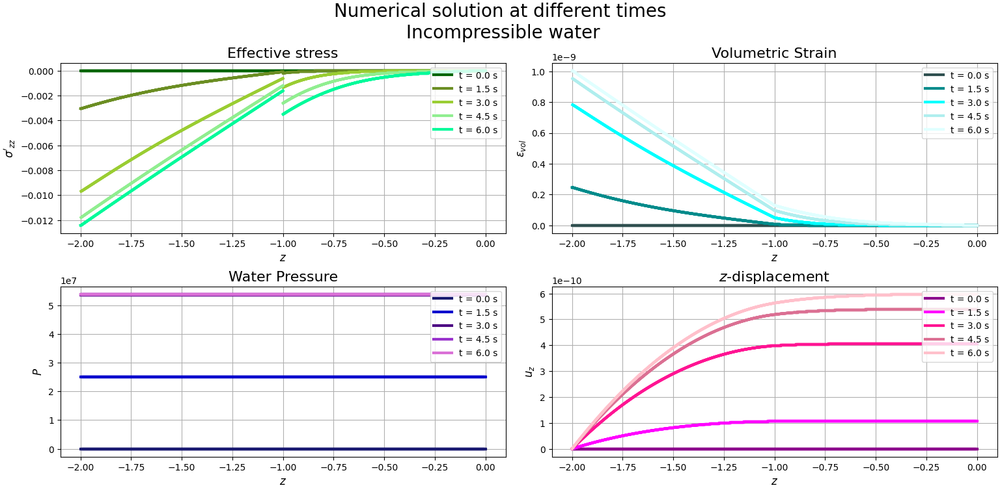 Numerical solution at different times
Incompressible water
Effective stress
0.000
−0.002
−0.004
−0.006
−0.008
−0.010
−0.012
σ'zz
−2.00 −1.75 −1.50 −1.25 −1.00 −0.75 −0.50 −0.25 0.00
z
t = 0.0 s
t = 1.5 s
t = 3.0 s
t = 4.5 s
t = 6.0 s
Volumetric Strain
1e−9
1.0
0.8
0.6
0.4
0.2
0.0
εvol
−2.00 −1.75 −1.50 −1.25 −1.00 −0.75 −0.50 −0.25 0.00
z
t = 0.0 s
t = 1.5 s
t = 3.0 s
t = 4.5 s
t = 6.0 s
Water Pressure
1e7
5
4
3
2
1
0
P
−2.00 −1.75 −1.50 −1.25 −1.00 −0.75 −0.50 −0.25 0.00
z
t = 0.0 s
t = 1.5 s
t = 3.0 s
t = 4.5 s
t = 6.0 s
z-displacement
1e−10
6
5
4
3
2
1
0
uz
−2.00 −1.75 −1.50 −1.25 −1.00 −0.75 −0.50 −0.25 0.00
z
t = 0.0 s
t = 1.5 s
t = 3.0 s
t = 4.5 s
t = 6.0 s